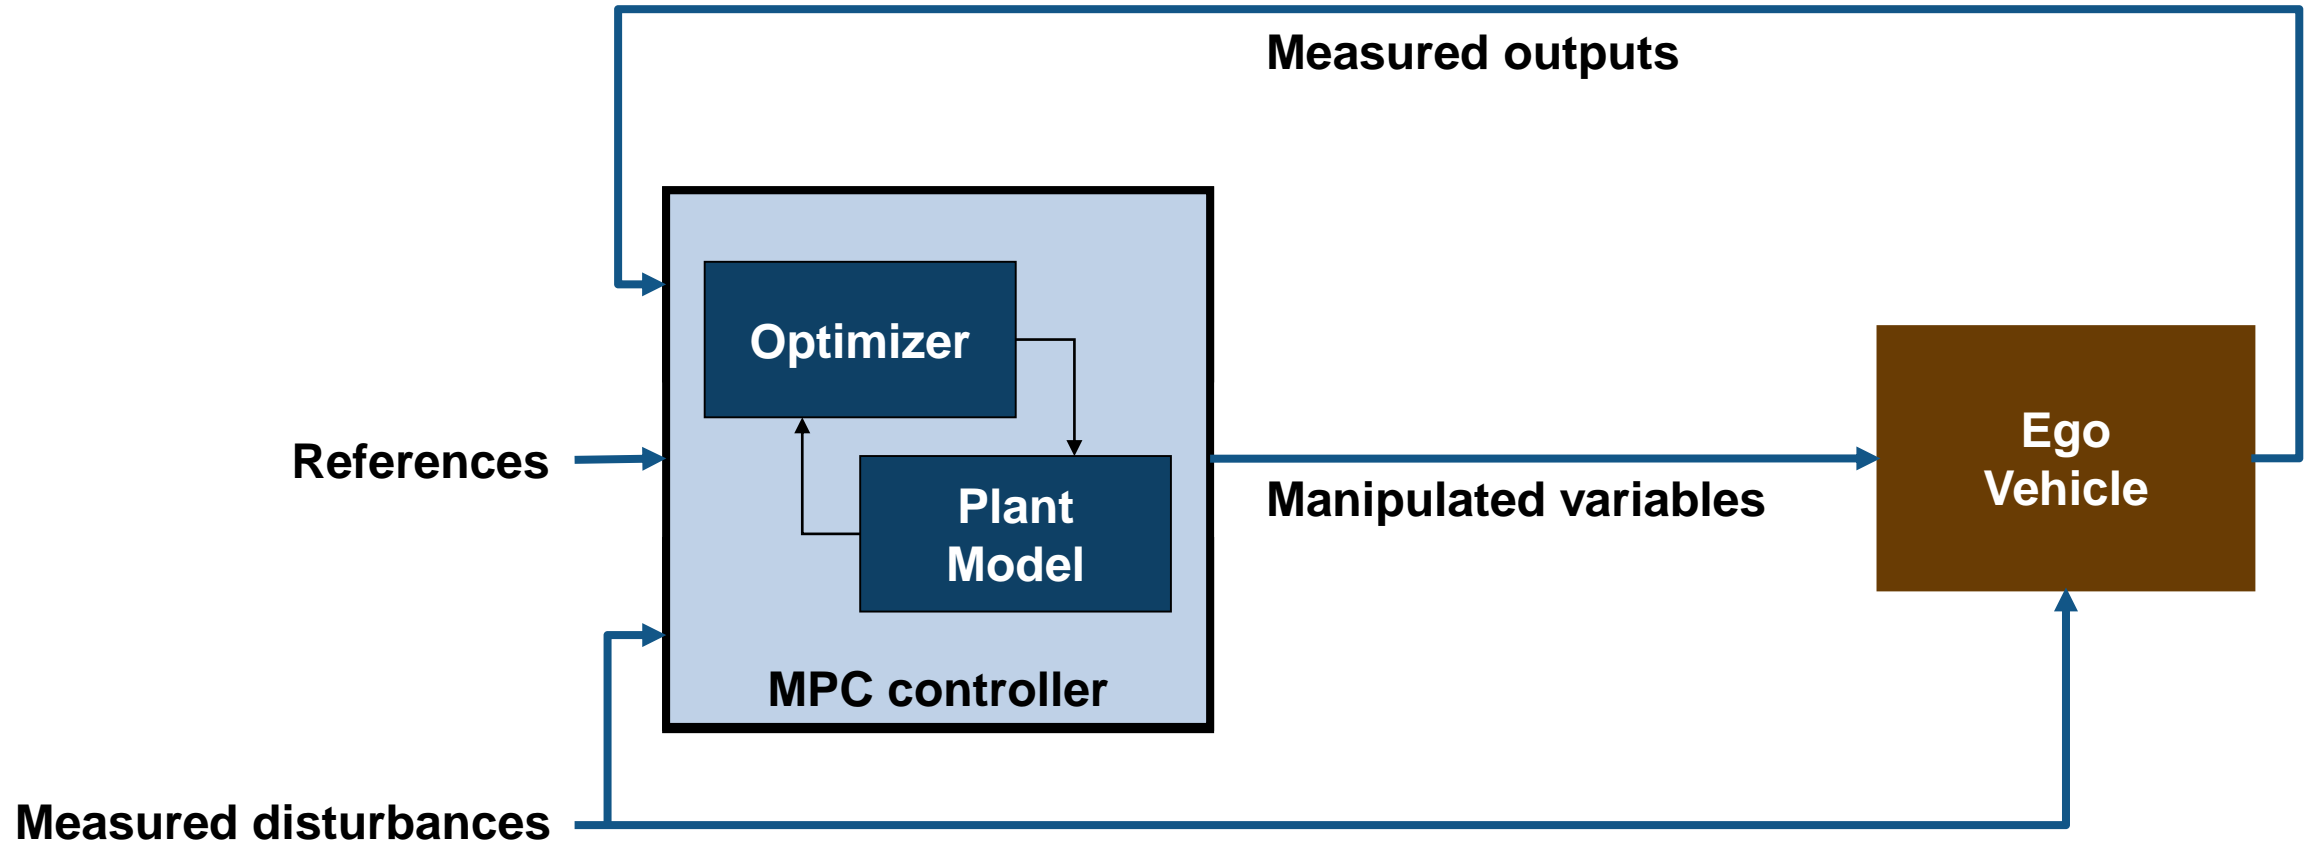 Measured outputs
Optimizer
References
Plant
Model
Manipulated variables
Ego
Vehicle
MPC controller
Measured disturbances